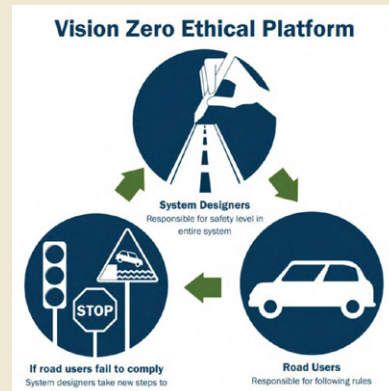 Vision Zero Ethical Platform
System Designers
Responsible for safety level in
entire system
STOP
If road users fail to comply
System designers take new steps to
Road Users
Responsible for following rules